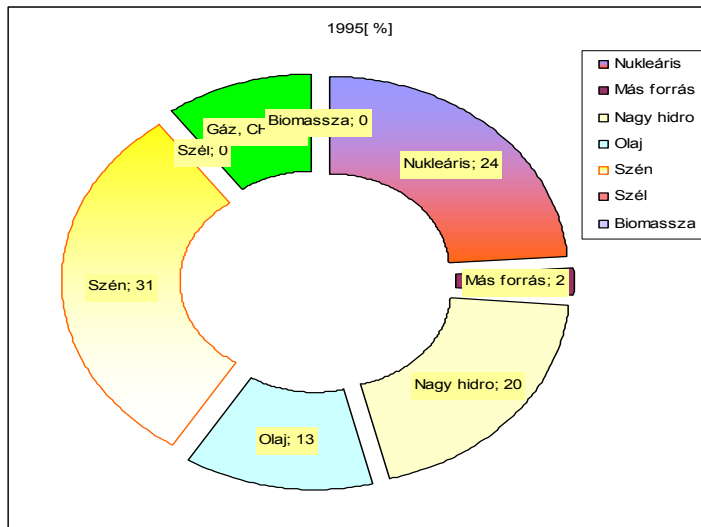 1995[ %]
Nukleáris
Más forrás
Nagy hidro
Olaj
Szén
Szél
Biomassza
Biomassza; 0
Gáz, CH
Szél; 0
Nukleáris; 24
Más forrás; 2
Szén; 31
Nagy hidro; 20
Olaj; 13